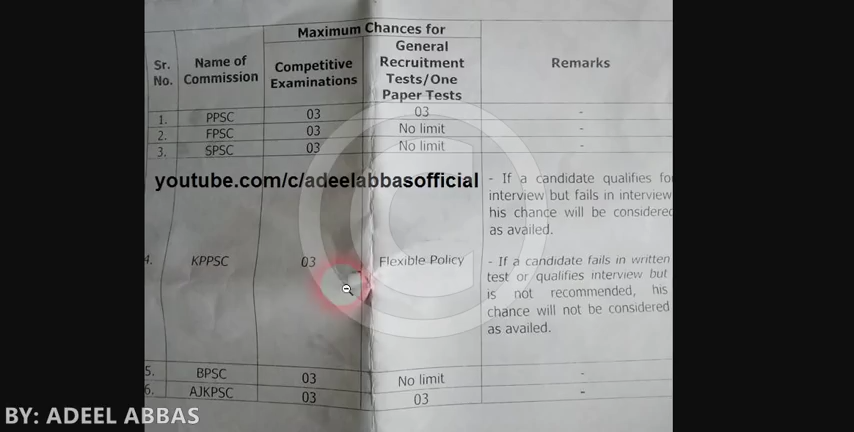 Maximum Chances for
Sr. No. Name of Commission Competitive Examinations General Recruitment Tests/One Paper Tests Remarks
1. PPSC 03 03 -
2. FPSC 03 No limit -
3. SPSC 03 No limit -
youtube.com/c/adeelabbasofficial
- If a candidate qualifies for
interview but fails in interview
his chance will be considered
as availed.
4. KPPSC 03 Flexible Policy
- If a candidate fails in written
test or qualifies interview but
is not recommended, his
chance will not be considered
as availed.
5. BPSC 03 No limit -
6. AJKPSC 03 03 -
BY: ADEEL ABBAS